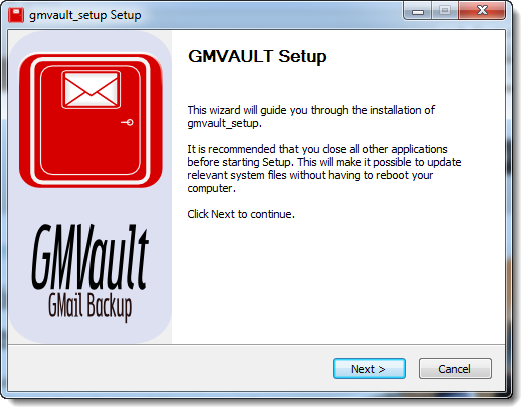 gmvault_setup Setup
GMVAULT Setup
This wizard will guide you through the installation of
gmvault_setup.
It is recommended that you close all other applications
before starting Setup. This will make it possible to update
relevant system files without having to reboot your
computer.
Click Next to continue.
GMVault
GMail Backup
Next >
Cancel